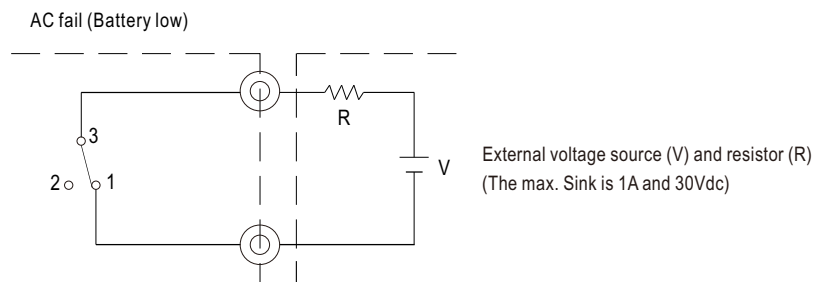 AC fail (Battery low)
R
3
V
External voltage source (V) and resistor (R)
2
1
(The max. Sink is 1A and 30Vdc)